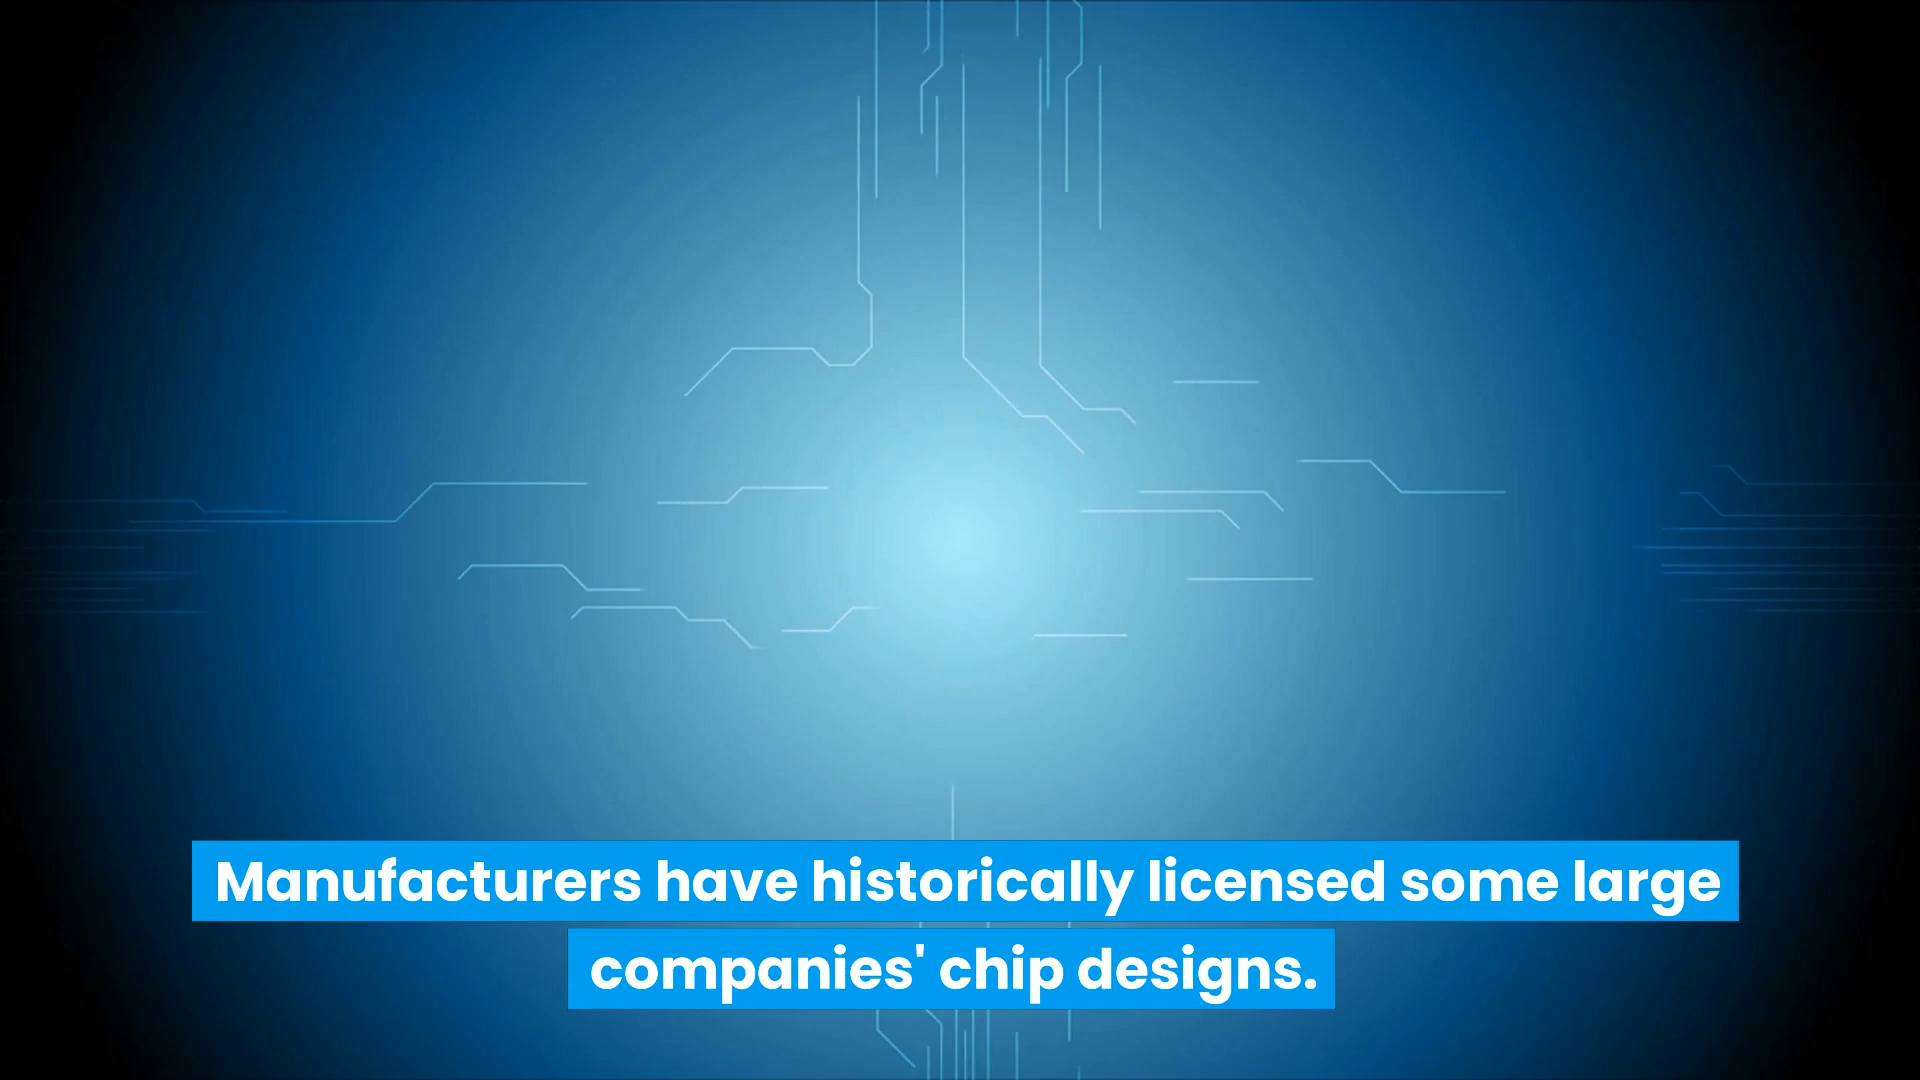 Manufacturers have historically licensed some large
companies' chip designs.